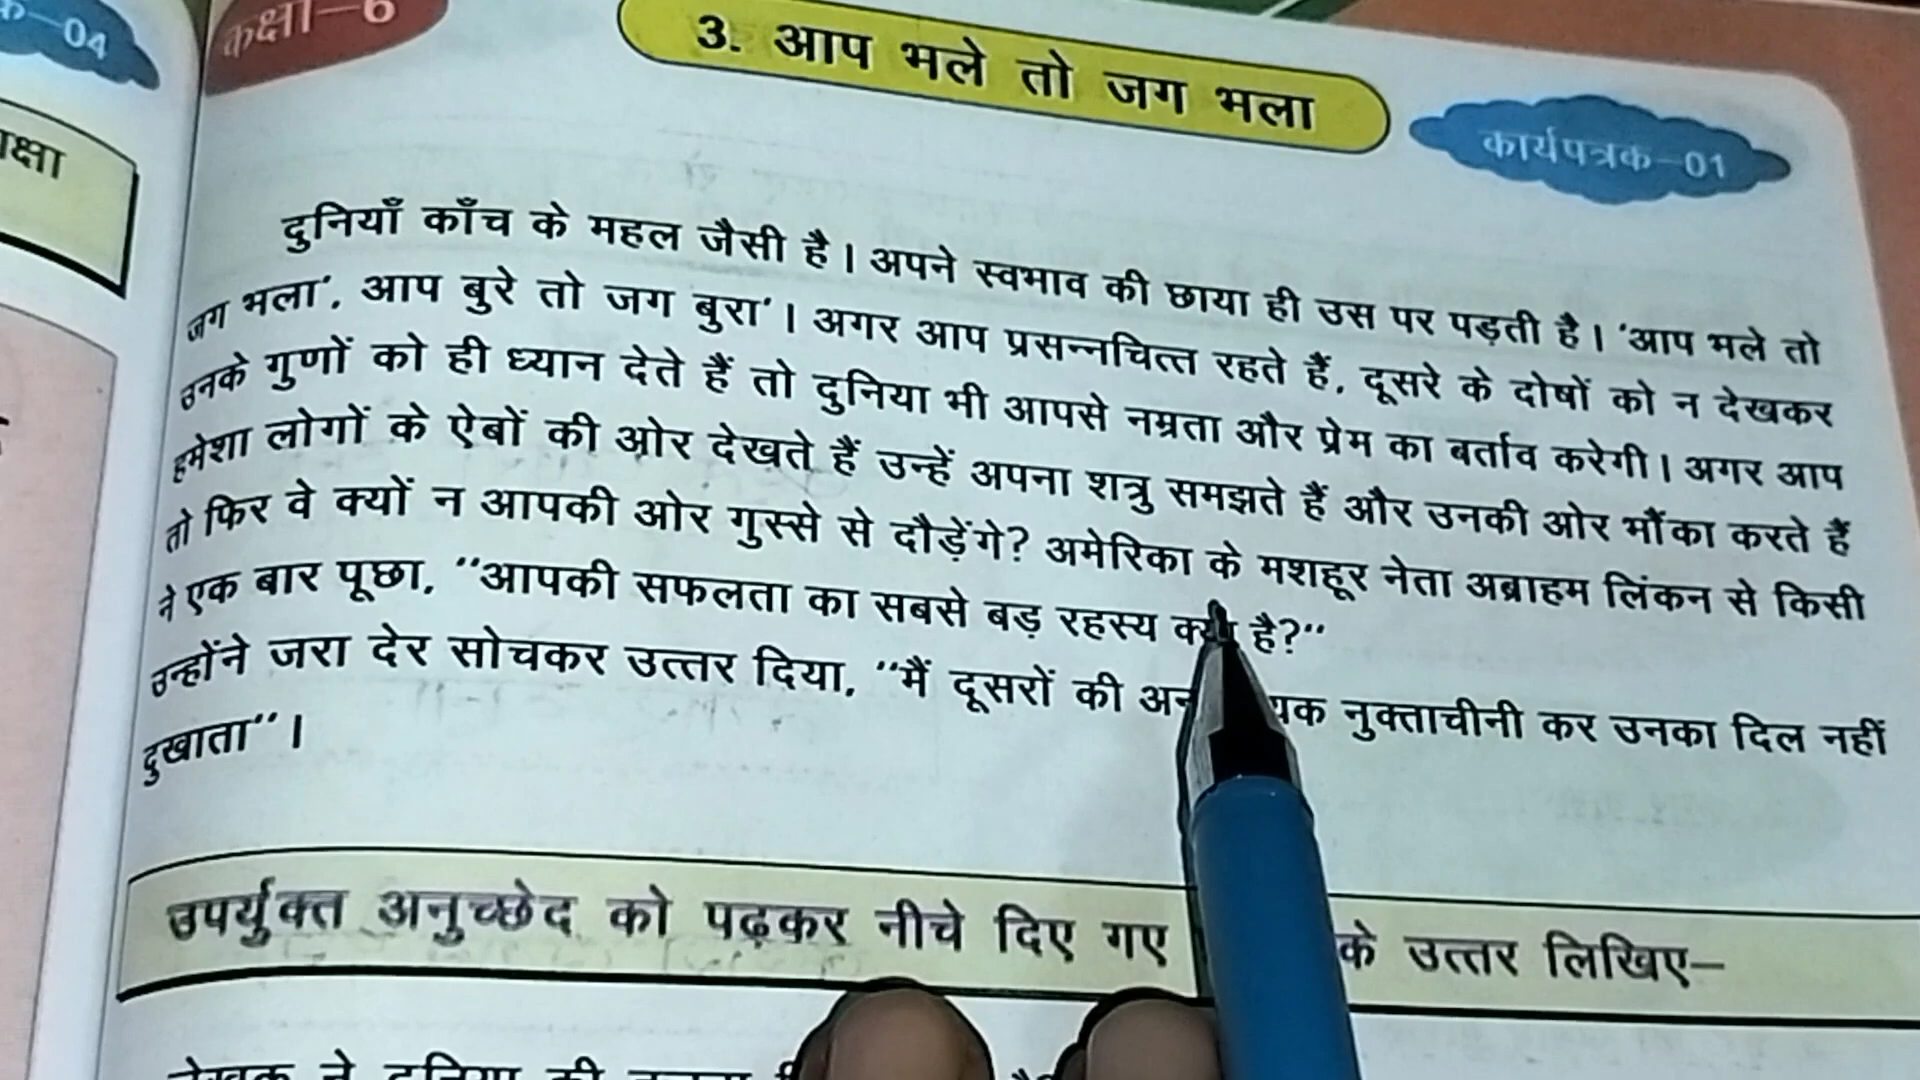 क-04
कक्षा-6
3. आप भले तो जग भला
कार्यपत्रक-01
दुनियाँ काँच के महल जैसी है। अपने स्वभाव की छाया ही उस पर पड़ती है। 'आप भले तो
जग भला', आप बुरे तो जग बुरा'। अगर आप प्रसन्नचित्त रहते हैं, दूसरे के दोषों को न देखकर
उनके गुणों को ही ध्यान देते हैं तो दुनिया भी आपसे नम्रता और प्रेम का बर्ताव करेगी। अगर आप
हमेशा लोगों के ऐबों की ओर देखते हैं उन्हें अपना शत्रु समझते हैं और उनकी ओर भौंका करते हैं
तो फिर वे क्यों न आपकी ओर गुस्से से दौड़ेंगे? अमेरिका के मशहूर नेता अब्राहम लिंकन से किसी
ने एक बार पूछा, "आपकी सफलता का सबसे बड़ रहस्य क्या है?"
उन्होंने जरा देर सोचकर उत्तर दिया, "मैं दूसरों की नुक्ताचीनी कर उनका दिल नहीं
दुखाता"।
उपर्युक्त अनुच्छेद को पढ़कर नीचे दिए गए के उत्तर लिखिए-
लेखक ने दुनिया की